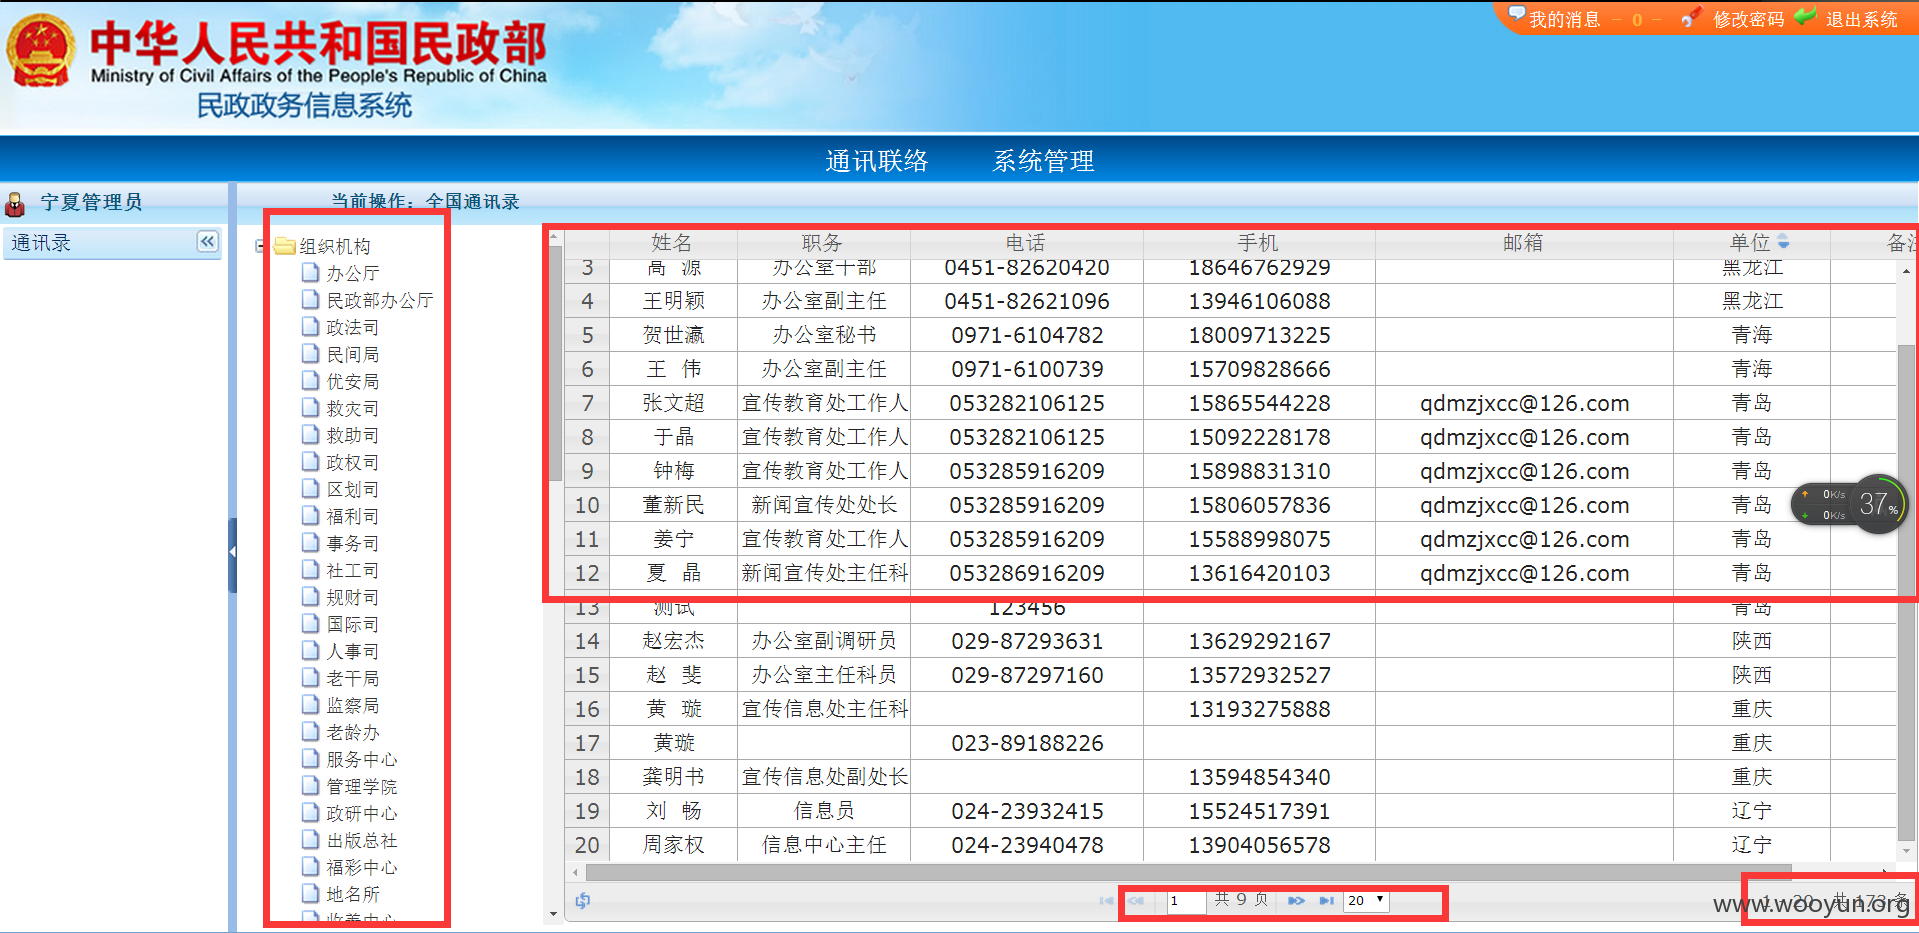 中华人民共和国民政部
Ministry of Civil Affairs of the People's Republic of China
民政政务信息系统
我的消息 - 0 - 修改密码 退出系统
通讯联络 系统管理
宁夏管理员
当前操作：全国通讯录
通讯录
组织机构
办公厅
民政部办公厅
政法司
民间局
优安局
救灾司
救助司
政权司
区划司
福利司
事务司
社工司
规财司
国际司
人事司
老干局
监察局
老龄办
服务中心
管理学院
政研中心
出版总社
福彩中心
地名所
姓名 职务 电话 手机 邮箱 单位 备注
3 高 源 办公室干部 0451-82620420 18646762929 黑龙江
4 王明颖 办公室副主任 0451-82621096 13946106088 黑龙江
5 贺世瀛 办公室秘书 0971-6104782 18009713225 青海
6 王 伟 办公室副主任 0971-6100739 15709828666 青海
7 张文超 宣传教育处工作人 053282106125 15865544228 qdmzjxcc@126.com 青岛
8 于晶 宣传教育处工作人 053282106125 15092228178 qdmzjxcc@126.com 青岛
9 钟梅 宣传教育处工作人 053285916209 15898831310 qdmzjxcc@126.com 青岛
10 董新民 新闻宣传处处长 053285916209 15806057836 qdmzjxcc@126.com 青岛
11 姜宁 宣传教育处工作人 053285916209 15588998075 qdmzjxcc@126.com 青岛
12 夏 晶 新闻宣传处主任科 053286916209 13616420103 qdmzjxcc@126.com 青岛
13 测试 123456 青岛
14 赵宏杰 办公室副调研员 029-87293631 13629292167 陕西
15 赵 斐 办公室主任科员 029-87297160 13572932527 陕西
16 黄 璇 宣传信息处主任科 13193275888 重庆
17 黄璇 023-89188226 重庆
18 龚明书 宣传信息处副处长 13594854340 重庆
19 刘 畅 信息员 024-23932415 15524517391 辽宁
20 周家权 信息中心主任 024-23940478 13904056578 辽宁
0K/s
0K/s
37%
1 共 9 页 20
1 - 20 共 173 条
www.wooyun.org